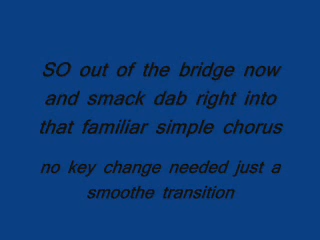 SO out of the bridge now
and smack dab right into
that familiar simple chorus
no key change needed just a
smoothe transition